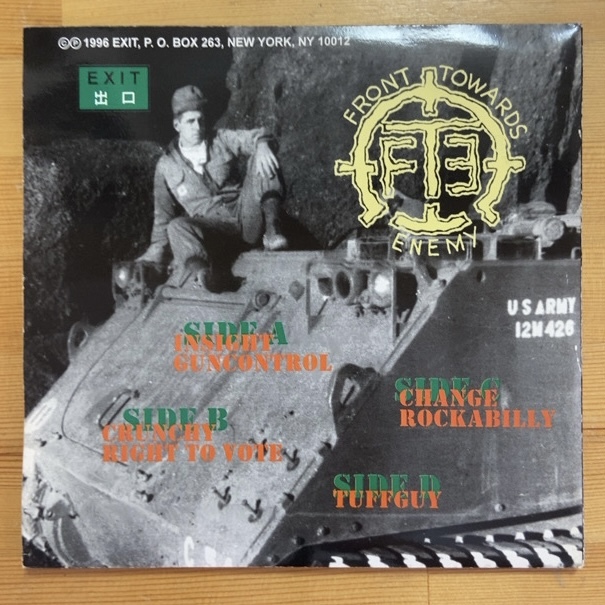 ©℗ 1996 EXIT, P. O. BOX 263, NEW YORK, NY 10012
EXIT
出口
FRONT TOWARDS
FTE
ENEMY
U S ARMY
12M426
SIDE A
INSIGHT
GUNCONTROL
SIDE C
CHANGE
ROCKABILLY
SIDE B
CRUNCHY
RIGHT TO VOTE
SIDE D
TUFFGUY